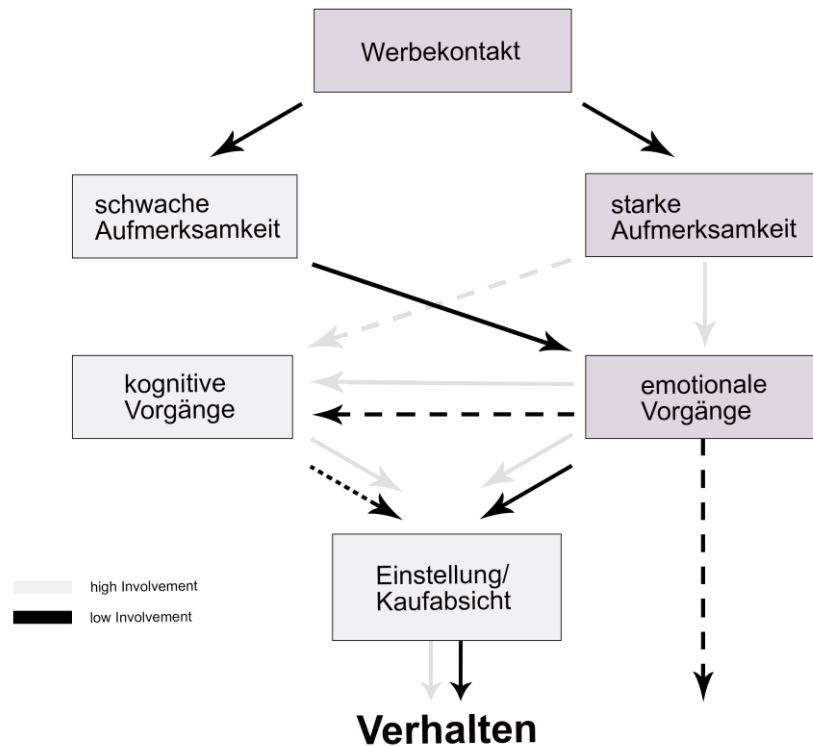 Werbekontakt
schwache
Aufmerksamkeit
starke
Aufmerksamkeit
kognitive
Vorgänge
emotionale
Vorgänge
Einstellung/
Kaufabsicht
high Involvement
low Involvement
Verhalten